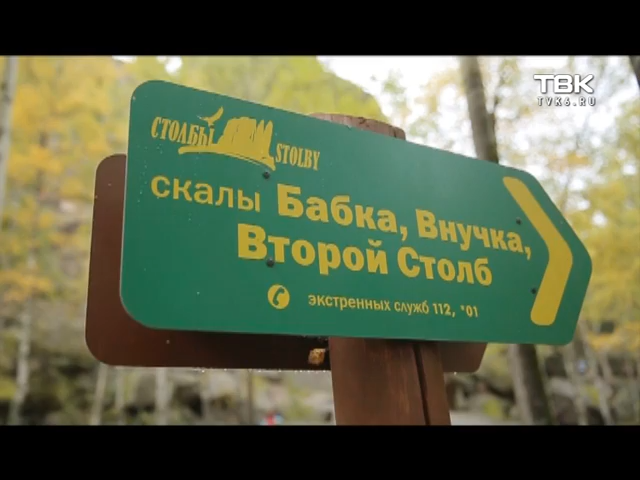 ТВК
TVK6.RU
СТОЛБЫ
STOLBY
скалы Бабка, Внучка,
Второй Столб
экстренных служб 112, *01